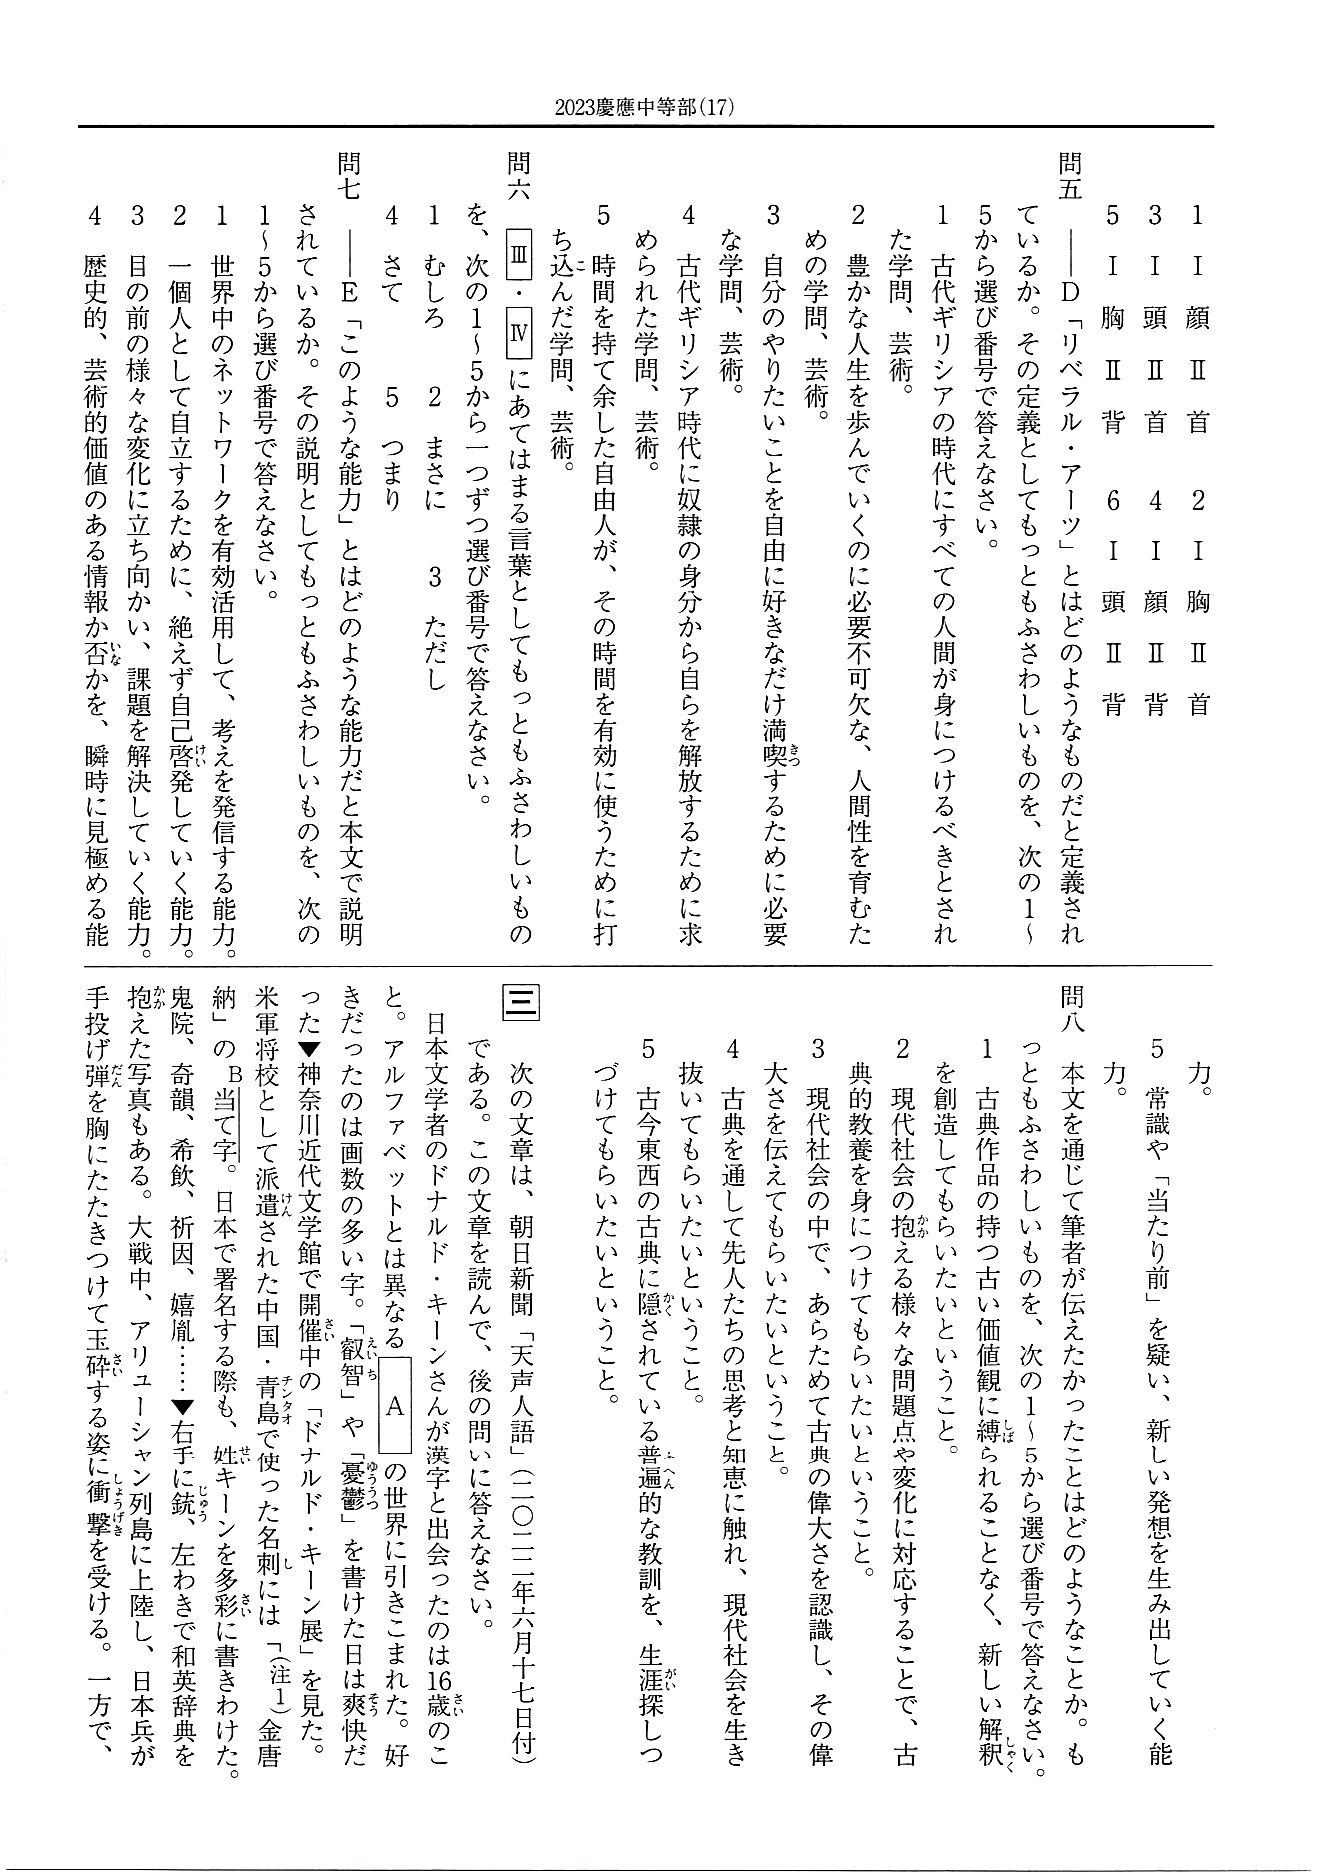 2023慶應中等部(17)
1 Ⅰ 顔 Ⅱ 首 2 Ⅰ 胸 Ⅱ 首
3 Ⅰ 頭 Ⅱ 首 4 Ⅰ 顔 Ⅱ 背
5 Ⅰ 胸 Ⅱ 背 6 Ⅰ 頭 Ⅱ 背
問五 ――D「リベラル・アーツ」とはどのようなものだと定義され
ているか。その定義としてもっともふさわしいものを、次の1～
5から選び番号で答えなさい。
1 古代ギリシアの時代にすべての人間が身につけるべきとされ
た学問、芸術。
2 豊かな人生を歩んでいくのに必要不可欠な、人間性を育むた
めの学問、芸術。
3 自分のやりたいことを自由に好きなだけ満喫するために必要
な学問、芸術。
4 古代ギリシア時代に奴隷の身分から自らを解放するために求
められた学問、芸術。
5 時間を持て余した自由人が、その時間を有効に使うために打
ち込んだ学問、芸術。
問六 Ⅲ・Ⅳにあてはまる言葉としてもっともふさわしいもの
を、次の1～5から一つずつ選び番号で答えなさい。
1 むしろ 2 まさに 3 ただし
4 さて 5 つまり
問七 ――E「このような能力」とはどのような能力だと本文で説明
されているか。その説明としてもっともふさわしいものを、次の
1～5から選び番号で答えなさい。
1 世界中のネットワークを有効活用して、考えを発信する能力。
2 一個人として自立するために、絶えず自己啓発していく能力。
3 目の前の様々な変化に立ち向かい、課題を解決していく能力。
4 歴史的、芸術的価値のある情報か否かを、瞬時に見極める能
力。
5 常識や「当たり前」を疑い、新しい発想を生み出していく能
力。
問八 本文を通じて筆者が伝えたかったことはどのようなことか。も
っともふさわしいものを、次の1～5から選び番号で答えなさい。
1 古典作品の持つ古い価値観に縛られることなく、新しい解釈
を創造してもらいたいということ。
2 現代社会の抱える様々な問題点や変化に対応することで、古
典的教養を身につけてもらいたいということ。
3 現代社会の中で、あらためて古典の偉大さを認識し、その偉
大さを伝えてもらいたいということ。
4 古典を通して先人たちの思考と知恵に触れ、現代社会を生き
抜いてもらいたいということ。
5 古今東西の古典に隠されている普遍的な教訓を、生涯探しつ
づけてもらいたいということ。
三 次の文章は、朝日新聞「天声人語」(二〇二二年六月十七日付)
である。この文章を読んで、後の問いに答えなさい。
日本文学者のドナルド・キーンさんが漢字と出会ったのは16歳のこ
と。アルファベットとは異なるAの世界に引きこまれた。好
きだったのは画数の多い字。「叡智」や「憂鬱」を書けた日は爽快だ
った▼神奈川近代文学館で開催中の「ドナルド・キーン展」を見た。
米軍将校として派遣された中国・青島で使った名刺には「(注1)金唐
納」のB当て字。日本で署名する際も、姓キーンを多彩に書きわけた。
鬼院、奇韻、希飲、祈因、嬉胤……▼右手に銃、左わきで和英辞典を
抱えた写真もある。大戦中、アリューシャン列島に上陸し、日本兵が
手投げ弾を胸にたたきつけて玉砕する姿に衝撃を受ける。一方で、